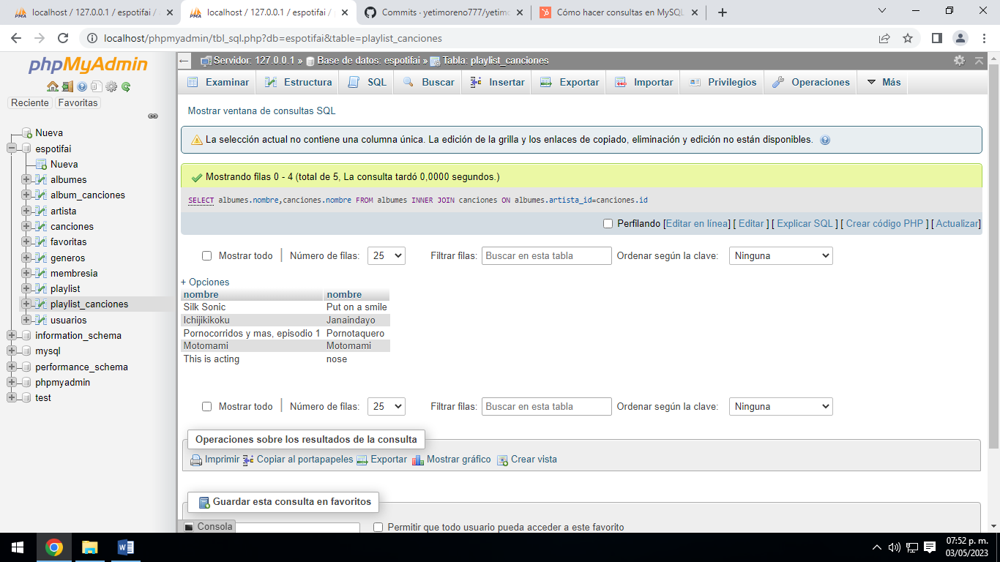 localhost / 127.0.0.1 / espotifai /
localhost / 127.0.0.1 / espotifai /
Commits · yetimoreno777/yetimo
Cómo hacer consultas en MySQL
localhost/phpmyadmin/tbl_sql.php?db=espotifai&table=playlist_canciones
phpMyAdmin
Reciente Favoritas
Nueva
espotifai
Nueva
albumes
album_canciones
artista
canciones
favoritas
generos
membresia
playlist
playlist_canciones
usuarios
information_schema
mysql
performance_schema
phpmyadmin
test
Servidor: 127.0.0.1 » Base de datos: espotifai » Tabla: playlist_canciones
Examinar Estructura SQL Buscar Insertar Exportar Importar Privilegios Operaciones Más
Mostrar ventana de consultas SQL
La selección actual no contiene una columna única. La edición de la grilla y los enlaces de copiado, eliminación y edición no están disponibles.
Mostrando filas 0 - 4 (total de 5, La consulta tardó 0,0000 segundos.)
SELECT albumes.nombre,canciones.nombre FROM albumes INNER JOIN canciones ON albumes.artista_id=canciones.id
Perfilando [Editar en línea] [ Editar ] [ Explicar SQL ] [ Crear código PHP ] [ Actualizar]
Mostrar todo | Número de filas: 25 Filtrar filas: Buscar en esta tabla Ordenar según la clave: Ninguna
+ Opciones
nombre nombre
Silk Sonic Put on a smile
Ichijikikoku Janaindayo
Pornocorridos y mas, episodio 1 Pornotaquero
Motomami Motomami
This is acting nose
Mostrar todo | Número de filas: 25 Filtrar filas: Buscar en esta tabla Ordenar según la clave: Ninguna
Operaciones sobre los resultados de la consulta
Imprimir Copiar al portapapeles Exportar Mostrar gráfico Crear vista
Guardar esta consulta en favoritos
Consola
Permitir que todo usuario pueda acceder a este favorito
07:52 p. m.
03/05/2023